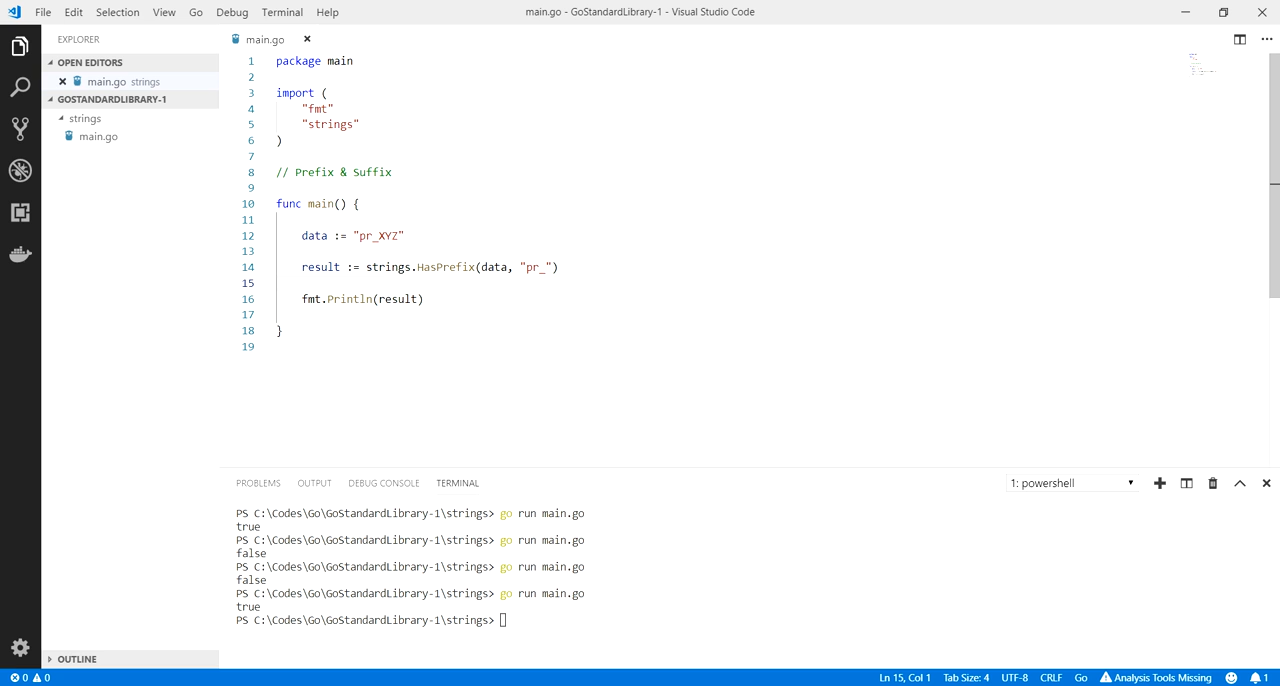 File Edit Selection View Go Debug Terminal Help
main.go - GoStandardLibrary-1 - Visual Studio Code
EXPLORER
OPEN EDITORS
main.go strings
GOSTANDARDLIBRARY-1
strings
main.go
OUTLINE
main.go
1 package main
2
3 import (
4 "fmt"
5 "strings"
6 )
7
8 // Prefix & Suffix
9
10 func main() {
11
12 data := "pr_XYZ"
13
14 result := strings.HasPrefix(data, "pr_")
15
16 fmt.Println(result)
17
18 }
19
PROBLEMS OUTPUT DEBUG CONSOLE TERMINAL
1: powershell
PS C:\Codes\Go\GoStandardLibrary-1\strings> go run main.go
true
PS C:\Codes\Go\GoStandardLibrary-1\strings> go run main.go
false
PS C:\Codes\Go\GoStandardLibrary-1\strings> go run main.go
false
PS C:\Codes\Go\GoStandardLibrary-1\strings> go run main.go
true
PS C:\Codes\Go\GoStandardLibrary-1\strings>
0 0 Ln 15, Col 1 Tab Size: 4 UTF-8 CRLF Go Analysis Tools Missing 1